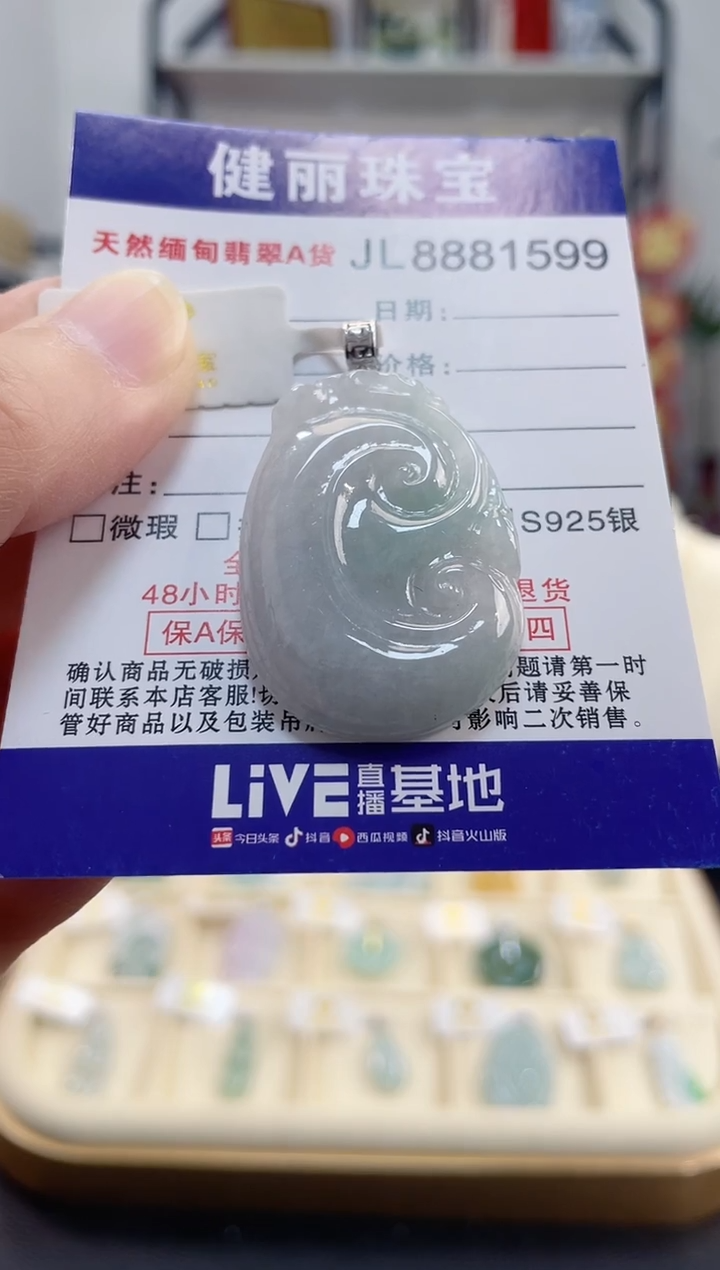 健丽珠宝
天然缅甸翡翠A货 JL8881599
日期:
价格:
注:
□微瑕 □ S925银
全
48小时 退货
保A保 四
确认商品无破损 题请第一时
间联系本店客服!切 后请妥善保
管好商品以及包装吊 影响二次销售。
LiVE直播基地
头条 今日头条 抖音 西瓜视频 抖音火山版